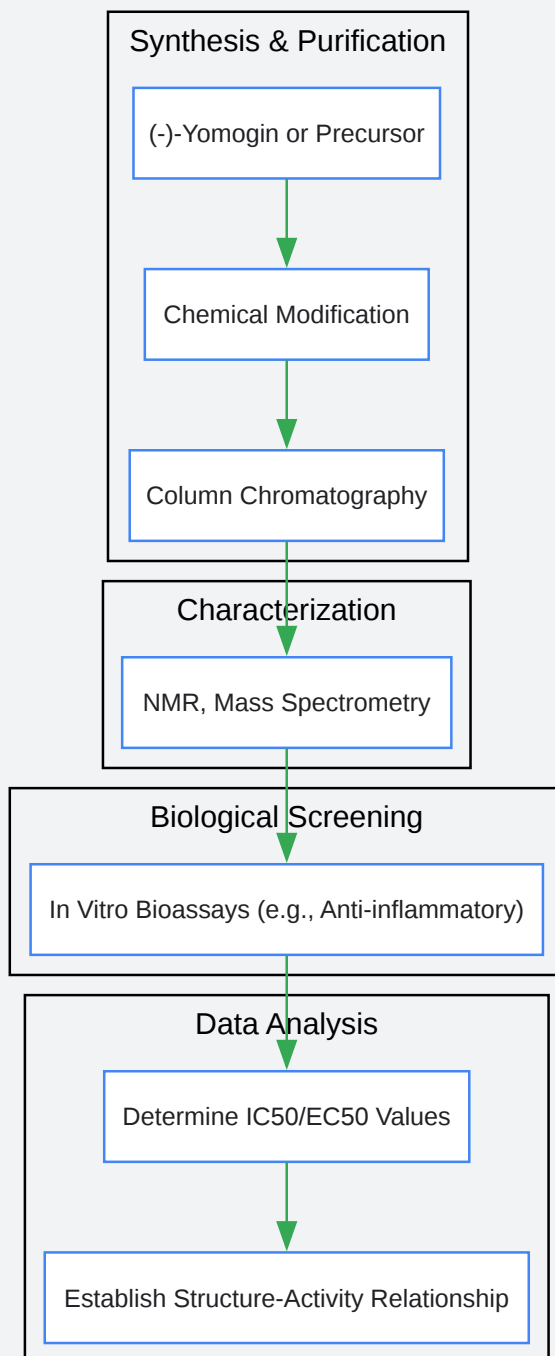 Synthesis & Purification
(-)-Yomogin or Precursor
Chemical Modification
Column Chromatography
Characterization
NMR, Mass Spectrometry
Biological Screening
In Vitro Bioassays (e.g., Anti-inflammatory)
Data Analysis
Determine IC50/EC50 Values
Establish Structure-Activity Relationship